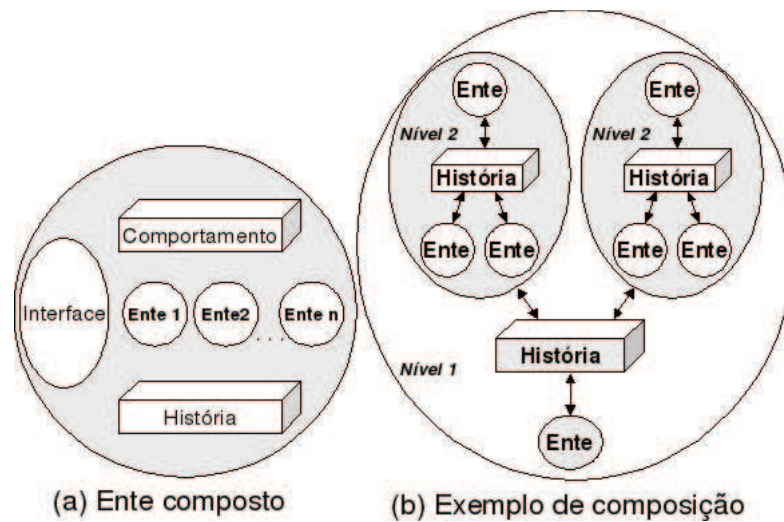 Comportamento
Interface
Ente 1
Ente2
...
Ente n
História
(a) Ente composto
Ente
Nível 2
História
Ente
Ente
Ente
Nível 2
História
Ente
Ente
História
Nível 1
Ente
(b) Exemplo de composição